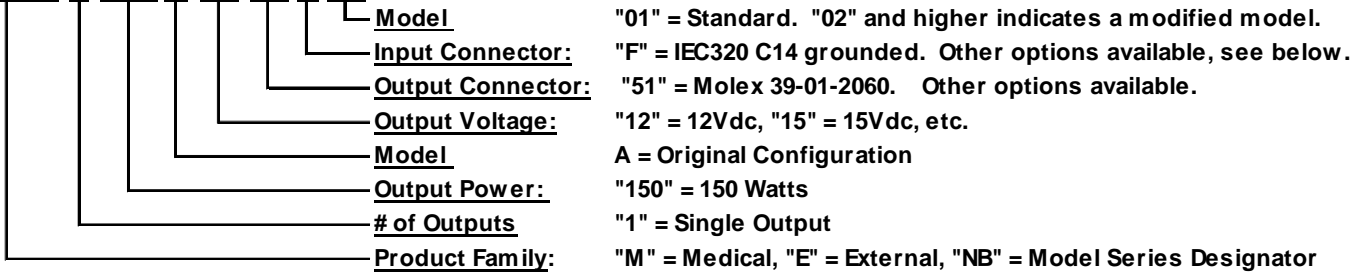 Model "01" = Standard. "02" and higher indicates a modified model.
Input Connector: "F" = IEC320 C14 grounded. Other options available, see below.
Output Connector: "51" = Molex 39-01-2060. Other options available.
Output Voltage: "12" = 12Vdc, "15" = 15Vdc, etc.
Model A = Original Configuration
Output Power: "150" = 150 Watts
# of Outputs "1" = Single Output
Product Family: "M" = Medical, "E" = External, "NB" = Model Series Designator